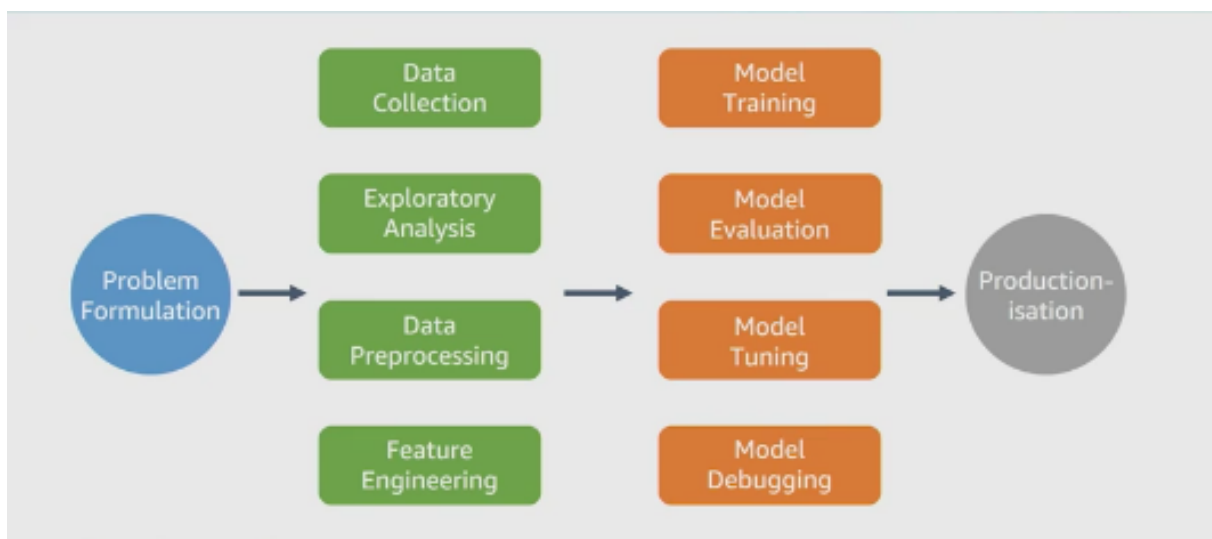 Problem
Formulation
Data
Collection
Exploratory
Analysis
Data
Preprocessing
Feature
Engineering
Model
Training
Model
Evaluation
Model
Tuning
Model
Debugging
Production-
isation